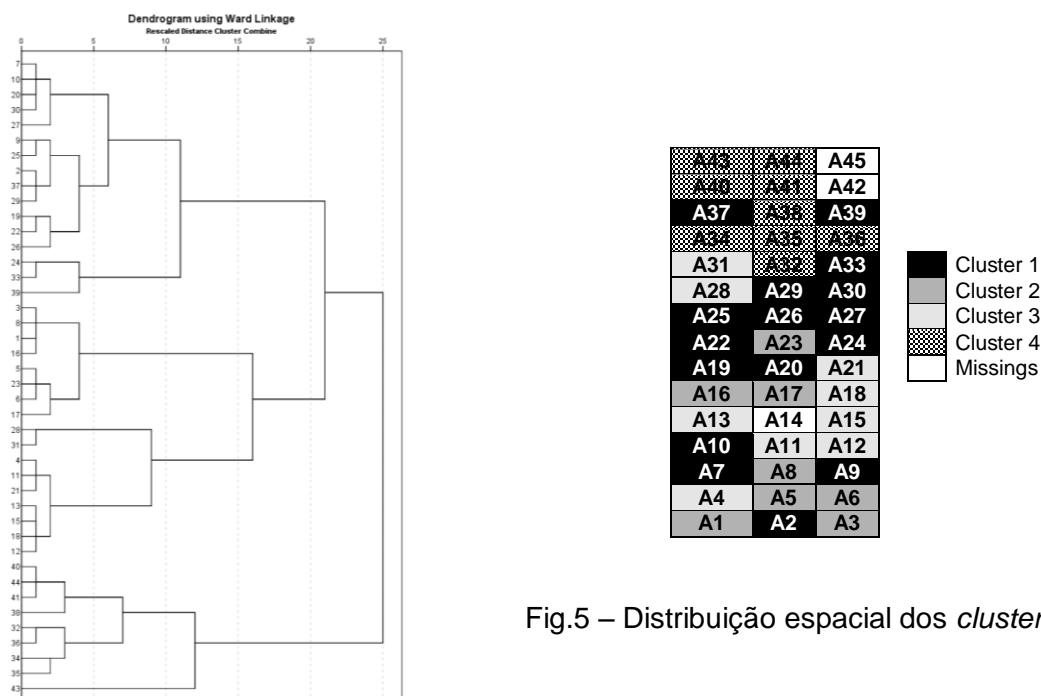 Dendrogram using Ward Linkage
Rescaled Distance Cluster Combine
0 5 10 15 20 25
7
10
20
30
27
9
25
2
37
29
19
22
26
24
33
39
3
8
1
16
5
23
6
17
28
31
4
11
21
13
15
18
12
40
44
41
38
32
36
34
35
43
A43 A44 A45
A40 A41 A42
A37 A38 A39
A34 A35 A36
A31 A32 A33
A28 A29 A30
A25 A26 A27
A22 A23 A24
A19 A20 A21
A16 A17 A18
A13 A14 A15
A10 A11 A12
A7 A8 A9
A4 A5 A6
A1 A2 A3
Cluster 1
Cluster 2
Cluster 3
Cluster 4
Missings
Fig.5 – Distribuição espacial dos cluster